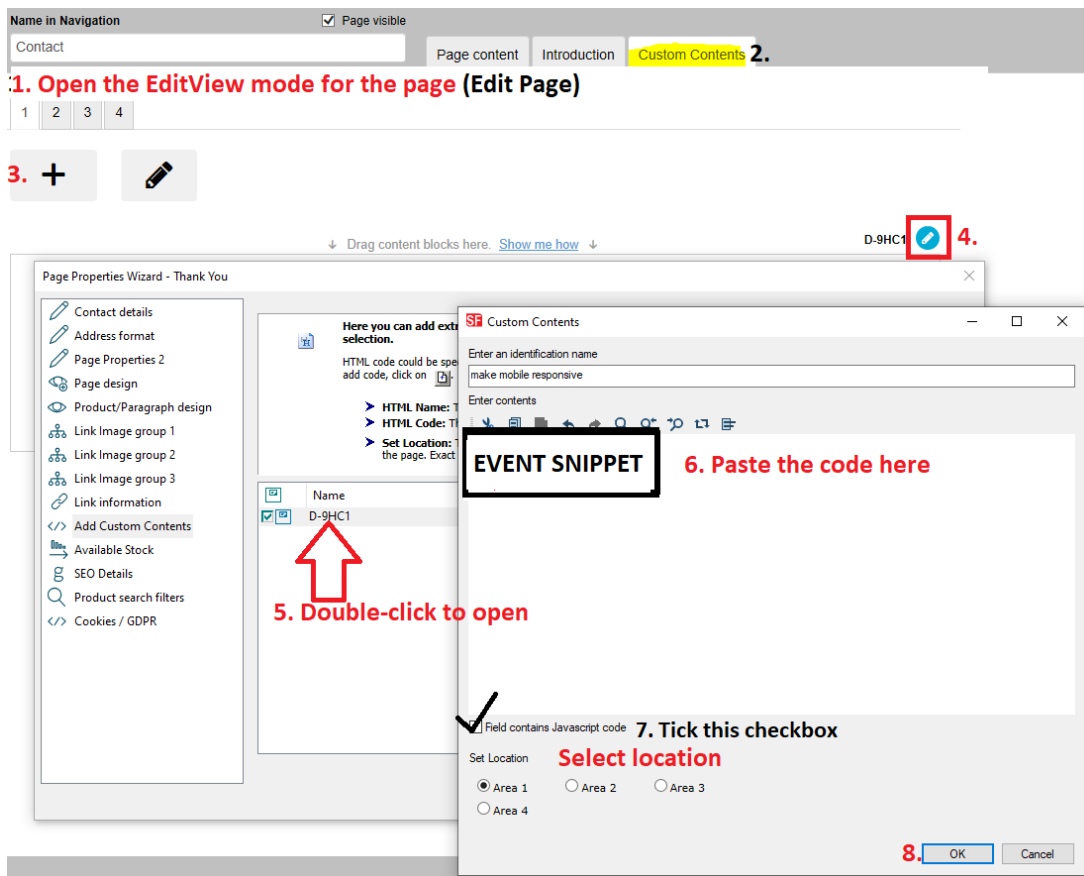 Name in Navigation
Page visible
Contact
Page content
Introduction
Custom Contents
2.
1. Open the EditView mode for the page (Edit Page)
1
2
3
4
3.
Drag content blocks here. Show me how
D-9HC1
4.
Page Properties Wizard - Thank You
Contact details
Address format
Page Properties 2
Page design
Product/Paragraph design
Link Image group 1
Link Image group 2
Link Image group 3
Link information
Add Custom Contents
Available Stock
SEO Details
Product search filters
Cookies / GDPR
Here you can add
selection.
HTML code could be
add code, click on
HTML Name:
HTML Code:
Set Location:
the page. Exact
Name
D-9HC1
5. Double-click to open
SF Custom Contents
Enter an identification name
make mobile responsive
Enter contents
EVENT SNIPPET
6. Paste the code here
Field contains Javascript code
7. Tick this checkbox
Set Location
Select location
Area 1
Area 2
Area 3
Area 4
8.
OK
Cancel